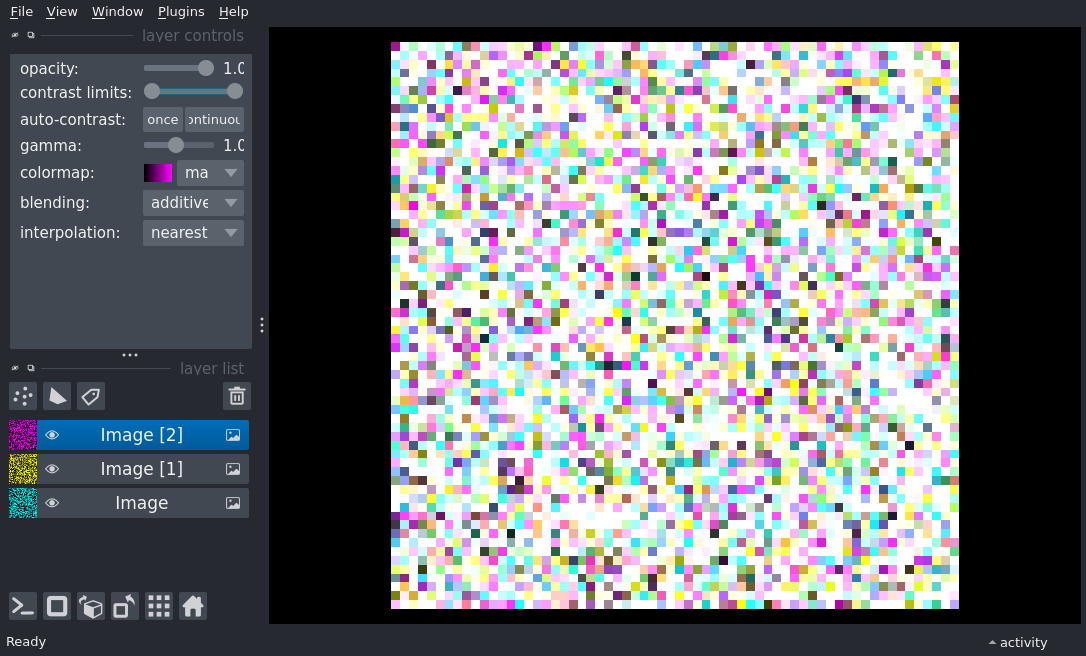 File View Window Plugins Help
layer controls
opacity: 1.0
contrast limits:
auto-contrast: once ontinuou
gamma: 1.0
colormap: ma
blending: additive
interpolation: nearest
layer list
Image [2]
Image [1]
Image
Ready activity